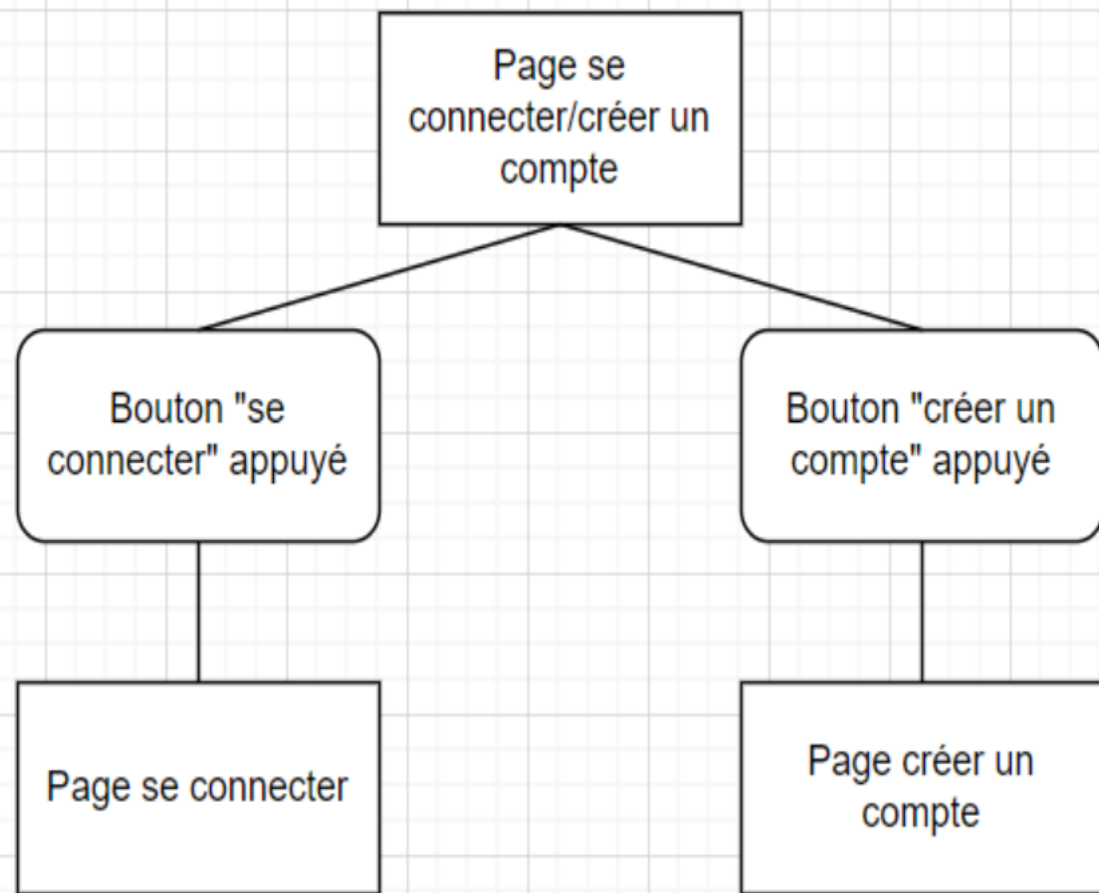 Page se
connecter/créer un
compte
Bouton "se
connecter" appuyé
Bouton "créer un
compte" appuyé
Page se connecter
Page créer un
compte